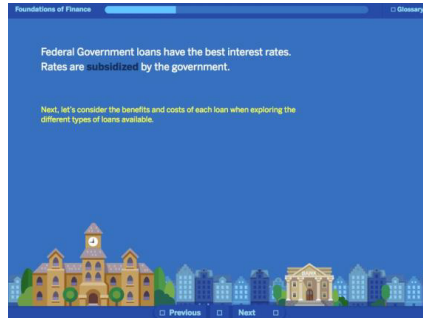 Foundations of Finance
Glossary
Federal Government loans have the best interest rates.
Rates are subsidized by the government.
Next, let's consider the benefits and costs of each loan when exploring the
different types of loans available.
BANK
Previous
Next